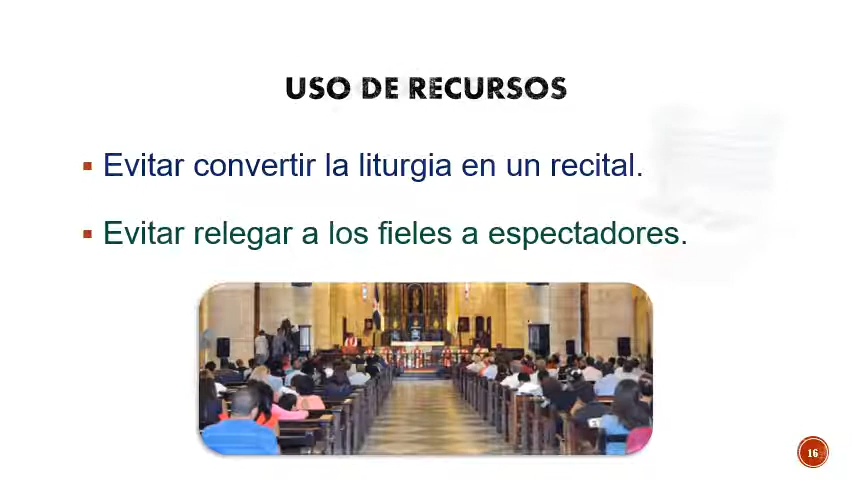 USO DE RECURSOS
Evitar convertir la liturgia en un recital.
Evitar relegar a los fieles a espectadores.
16